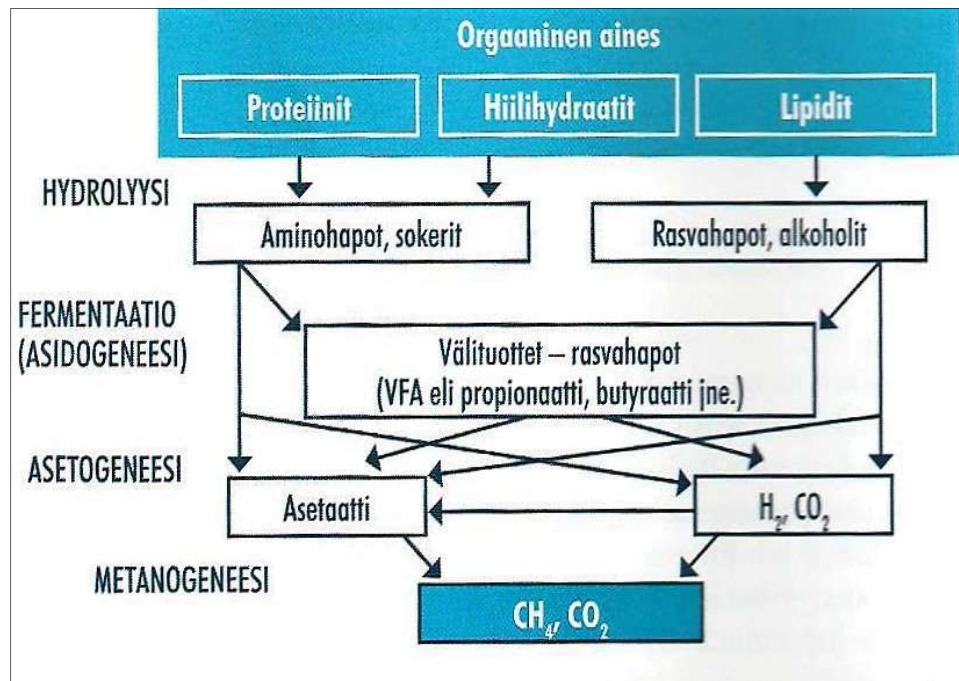 Orgaaninen aines
Proteiinit
Hiilihydraatit
Lipidit
HYDROLYYSI
Aminohapot, sokerit
Rasvahapot, alkoholit
FERMENTAATIO
(ASIDOGENEESI)
Välituottet – rasvahapot
(VFA eli propionaatti, butyraatti jne.)
ASETOGENEESI
Asetaatti
H₂, CO₂
METANOGENEESI
CH₄, CO₂